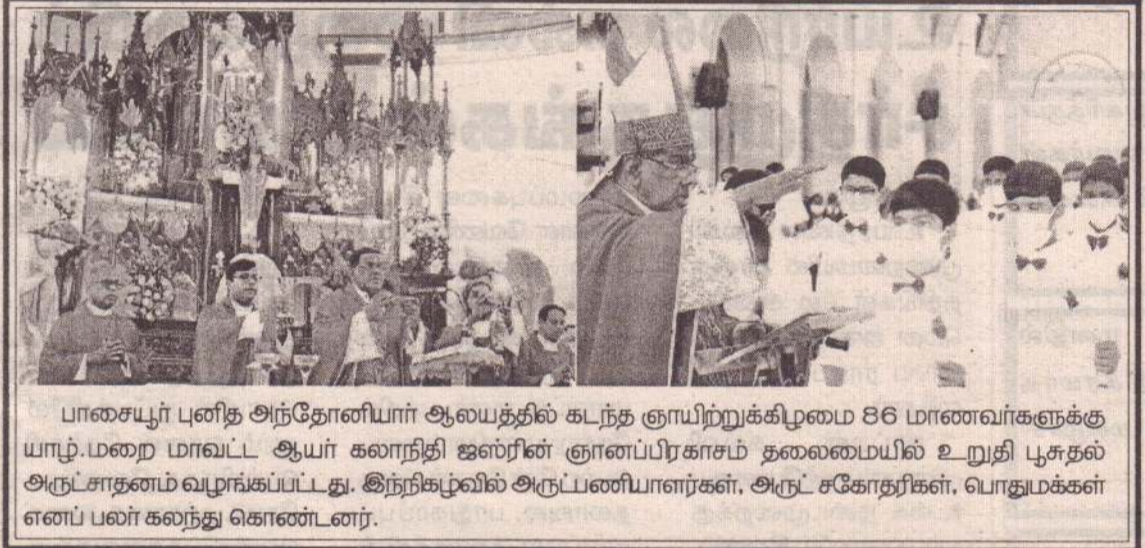 பாசையூர் புனித அந்தோனியார் ஆலயத்தில் கடந்த ஞாயிற்றுக்கிழமை 86 மாணவர்களுக்கு
யாழ்.மறை மாவட்ட ஆயர் கலாநிதி ஜஸ்ரின் ஞானப்பிரகாசம் தலைமையில் உறுதி பூசுதல்
அருட்சாதனம் வழங்கப்பட்டது. இந்நிகழ்வில் அருட்பணியாளர்கள், அருட் சகோதரிகள், பொதுமக்கள்
எனப் பலர் கலந்து கொண்டனர்.